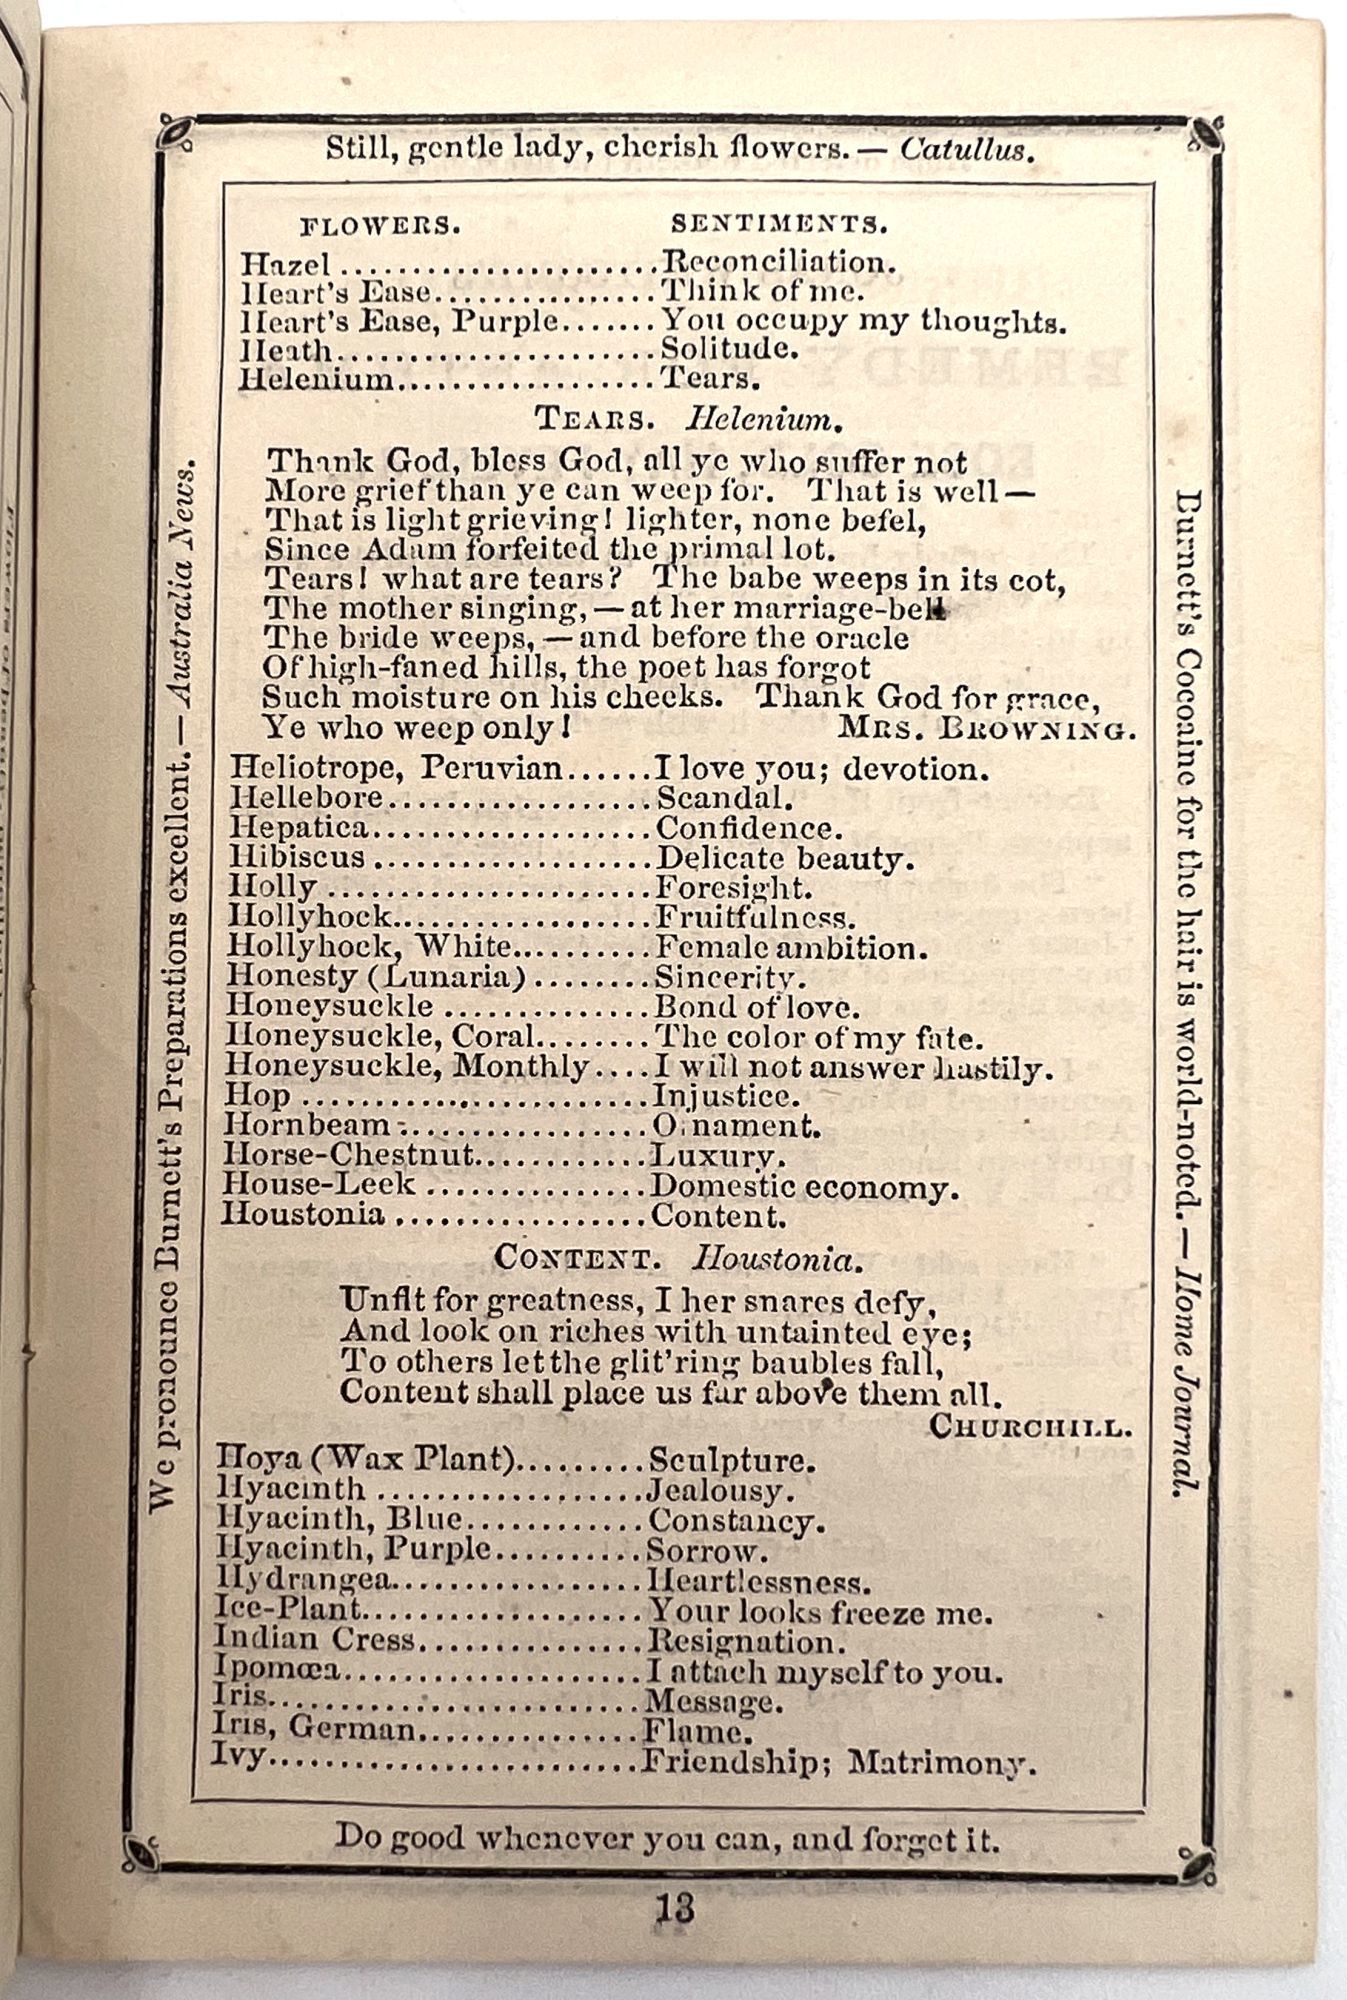 Still, gentle lady, cherish flowers.— Catullus.
FLOWERS. SENTIMENTS.
Hazel ......................Reconciliation.
Heart's Ease................Think of me.
Heart's Ease, Purple.......You occupy my thoughts.
Heath......................Solitude.
Helenium..................Tears.
TEARS. Helenium.
Thank God, bless God, all ye who suffer not
More grief than ye can weep for. That is well—
That is light grieving! lighter, none befel,
Since Adam forfeited the primal lot.
Tears! what are tears? The babe weeps in its cot,
The mother singing,—at her marriage-bell
The bride weeps,—and before the oracle
Of high-faned hills, the poet has forgot
Such moisture on his cheeks. Thank God for grace,
Ye who weep only! MRS. BROWNING.
Heliotrope, Peruvian......I love you; devotion.
Hellebore..................Scandal.
Hepatica...................Confidence.
Hibiscus ...................Delicate beauty.
Holly ......................Foresight.
Hollyhock..................Fruitfulness.
Hollyhock, White..........Female ambition.
Honesty (Lunaria) ........Sincerity.
Honeysuckle ..............Bond of love.
Honeysuckle, Coral........The color of my fate.
Honeysuckle, Monthly....I will not answer hastily.
Hop ........................Injustice.
Hornbeam .................Ornament.
Horse-Chestnut............Luxury.
House-Leek ...............Domestic economy.
Houstonia .................Content.
CONTENT. Houstonia.
Unfit for greatness, I her snares defy,
And look on riches with untainted eye;
To others let the glit'ring baubles fall,
Content shall place us far above them all.
CHURCHILL.
Hoya (Wax Plant).........Sculpture.
Hyacinth ..................Jealousy.
Hyacinth, Blue............Constancy.
Hyacinth, Purple..........Sorrow.
Hydrangea.................Heartlessness.
Ice-Plant...................Your looks freeze me.
Indian Cress...............Resignation.
Ipomœa....................I attach myself to you.
Iris.........................Message.
Iris, German...............Flame.
Ivy.........................Friendship; Matrimony.
We pronounce Burnett's Preparations excellent.—Australia News.
Burnett's Cocoaine for the hair is world-noted.—Home Journal.
Do good whenever you can, and forget it.
13